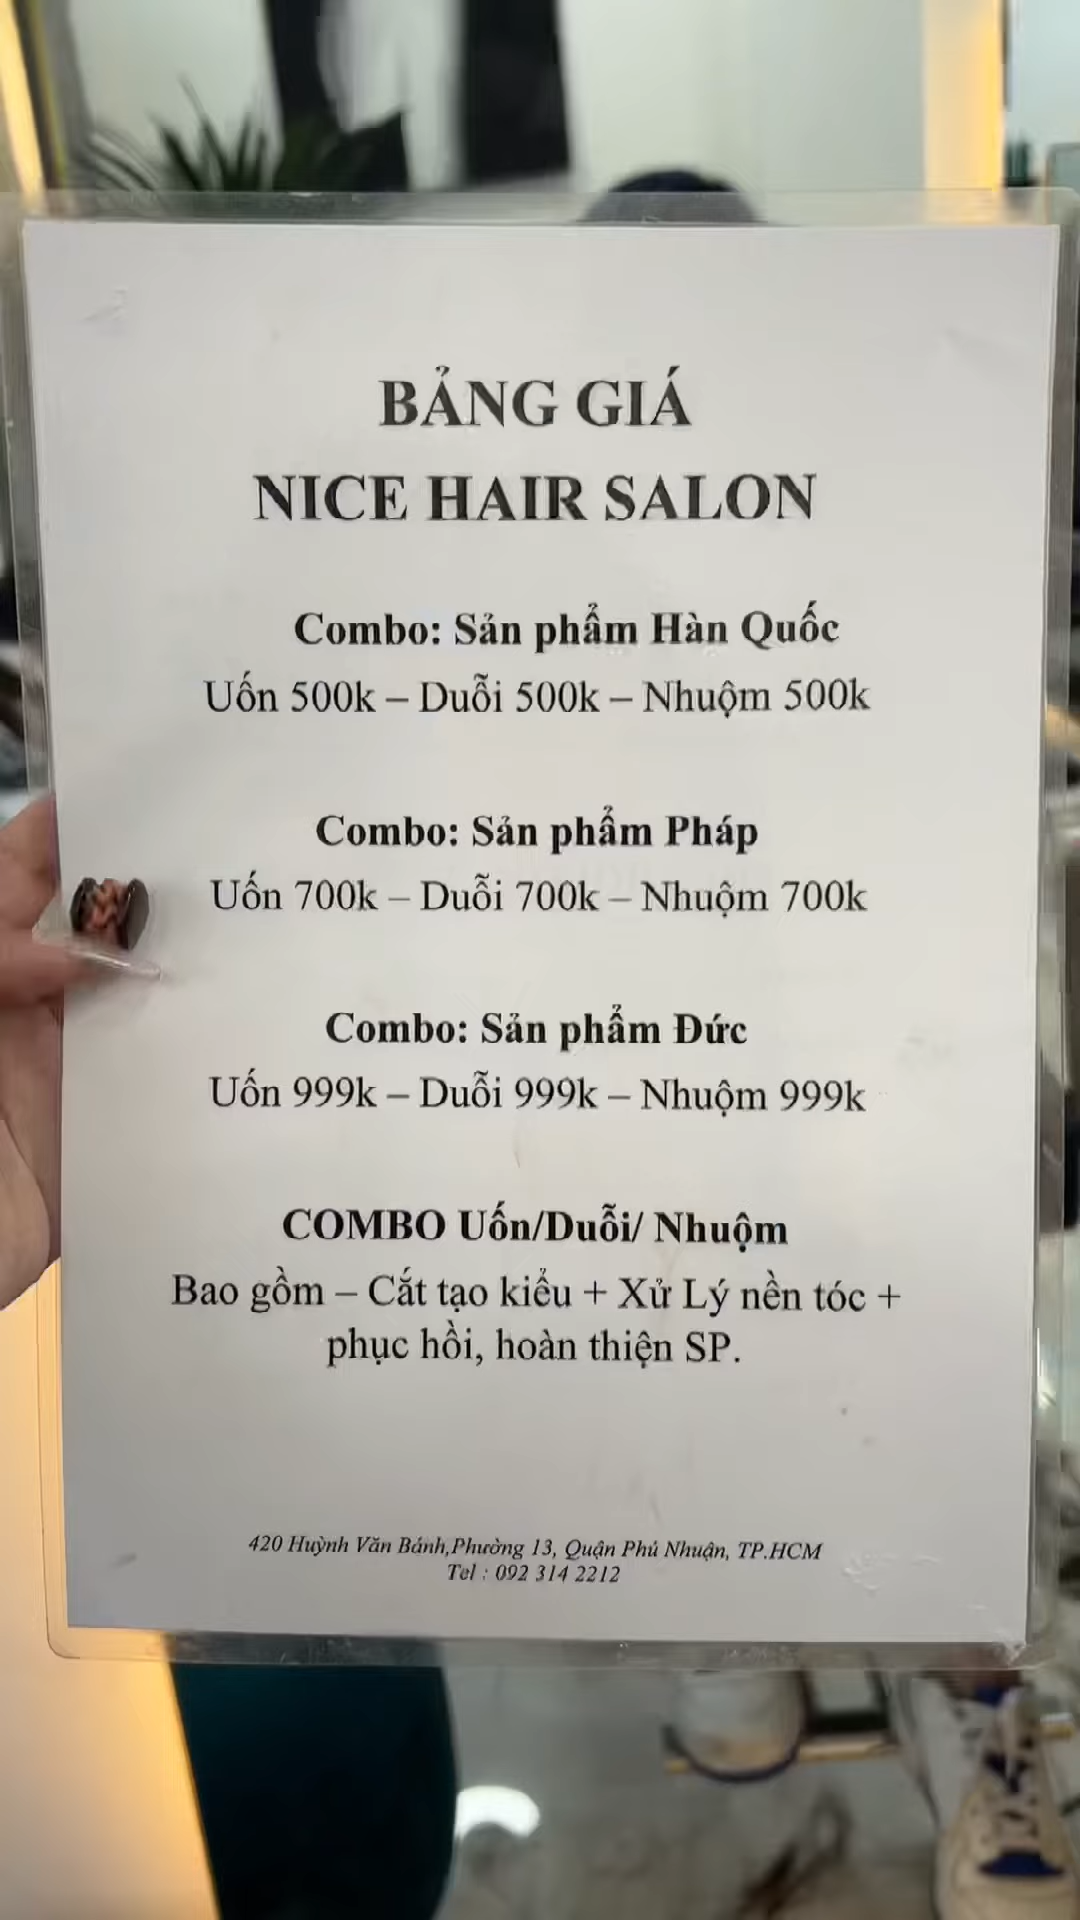 BẢNG GIÁ
NICE HAIR SALON
Combo: Sản phẩm Hàn Quốc
Uốn 500k – Duỗi 500k – Nhuộm 500k
Combo: Sản phẩm Pháp
Uốn 700k – Duỗi 700k – Nhuộm 700k
Combo: Sản phẩm Đức
Uốn 999k – Duỗi 999k – Nhuộm 999k
COMBO Uốn/Duỗi/ Nhuộm
Bao gồm – Cắt tạo kiểu + Xử Lý nền tóc +
phục hồi, hoàn thiện SP.
420 Huỳnh Văn Bánh,Phường 13, Quận Phú Nhuận, TP.HCM
Tel : 092 314 2212